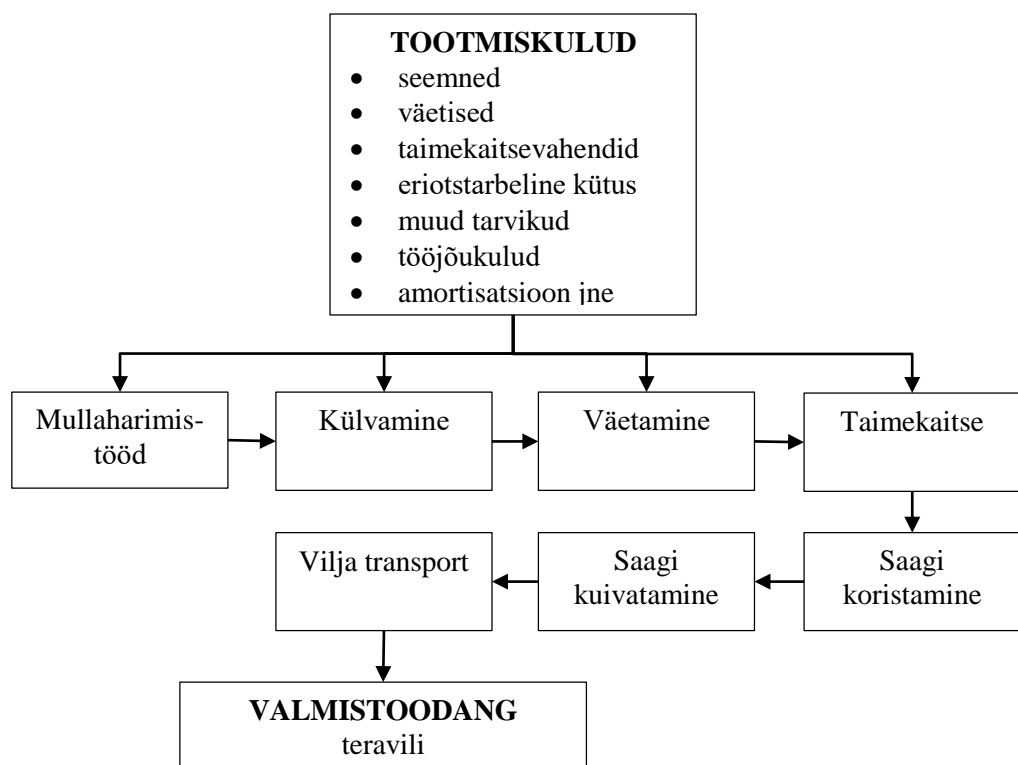 TOOTMISKULUD
• seemned
• väetised
• taimekaitsevahendid
• eriotstarbeline kütus
• muud tarvikud
• tööjõukulud
• amortisatsioon jne
Mullaharimis-
tööd
Külvamine
Väetamine
Taimekaitse
Vilja transport
Saagi
kuivatamine
Saagi
koristamine
VALMISTOODANG
teravili